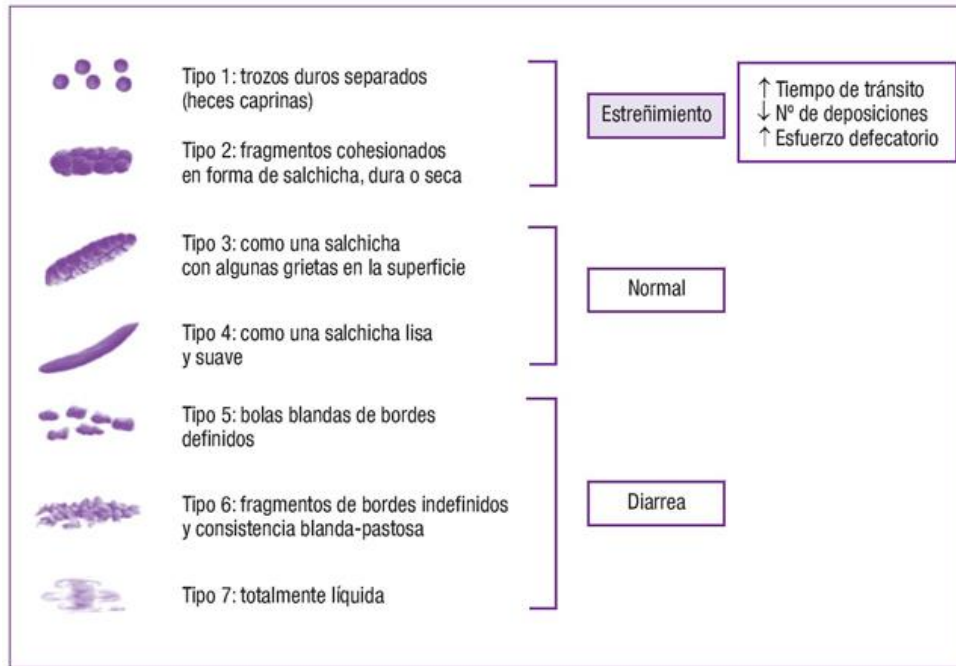 Tipo 1: trozos duros separados
(heces caprinas)
Tipo 2: fragmentos cohesionados
en forma de salchicha, dura o seca
Estreñimiento
↑ Tiempo de tránsito
↓ Nº de deposiciones
↑ Esfuerzo defecatorio
Tipo 3: como una salchicha
con algunas grietas en la superficie
Tipo 4: como una salchicha lisa
y suave
Normal
Tipo 5: bolas blandas de bordes
definidos
Tipo 6: fragmentos de bordes indefinidos
y consistencia blanda-pastosa
Tipo 7: totalmente líquida
Diarrea